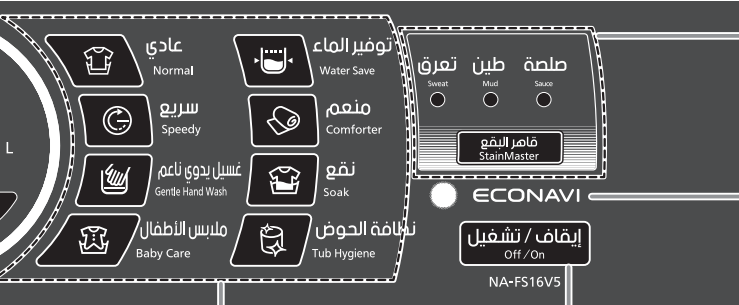 عادي
Normal
توفير الماء
Water Save
سريع
Speedy
منعم
Comforter
غسيل يدوي ناعم
Gentle Hand Wash
نقع
Soak
ملابس الأطفال
Baby Care
نظافة الحوض
Tub Hygiene
L
تعرق
Sweat
طين
Mud
صلصة
Sauce
قاهر البقع
StainMaster
ECONAVI
إيقاف / تشغيل
Off/On
NA-FS16V5